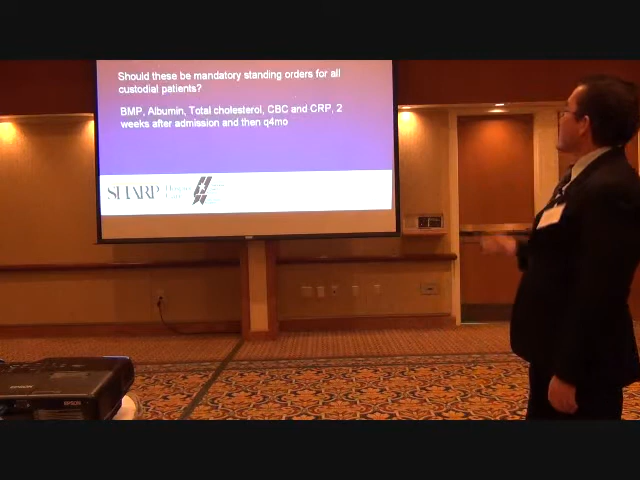 Should these be mandatory standing orders for all
custodial patients?
BMP, Albumin, Total cholesterol, CBC and CRP, 2
weeks after admission and then q4mo
SHARP
EPSON